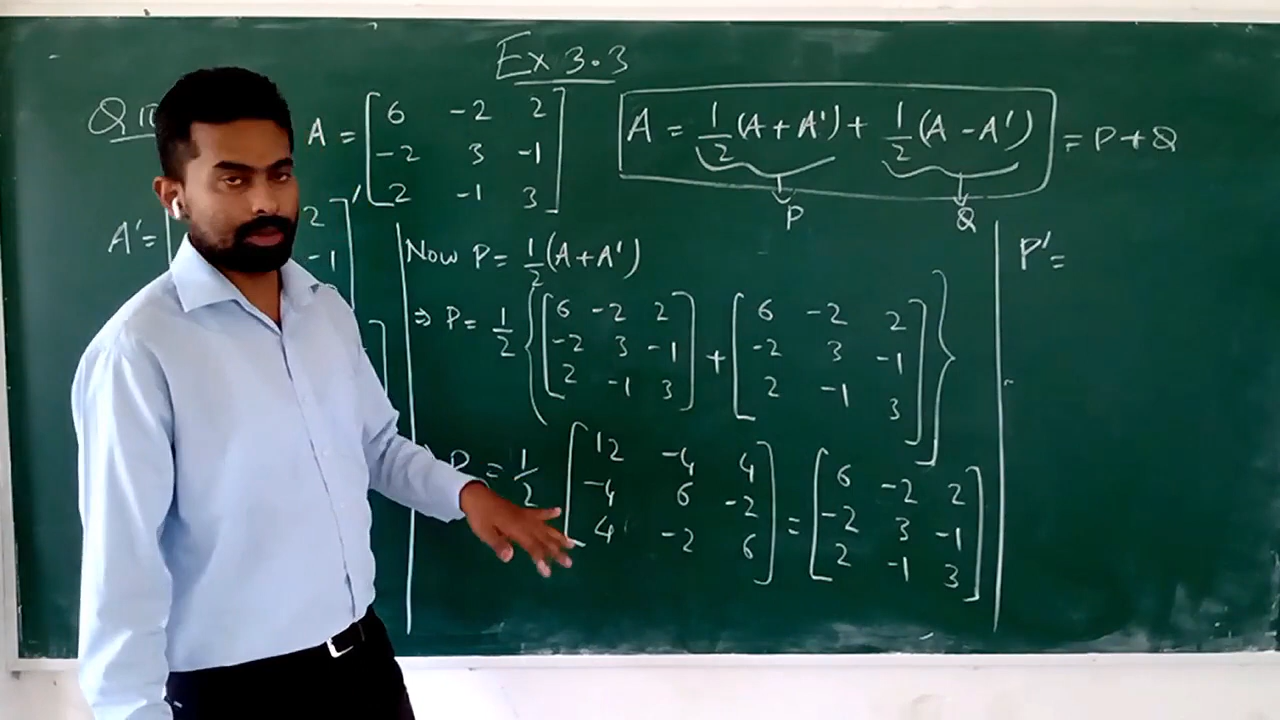 Ex 3.3
Q
A = [6 -2 2
-2 3 -1
2 -1 3]
A = 1/2 (A + A') + 1/2 (A - A') = P + Q
P
Q
A' = [ 2
-1
]'
Now P = 1/2 (A + A')
⇒ P = 1/2 { [6 -2 2
-2 3 -1
2 -1 3] + [6 -2 2
-2 3 -1
2 -1 3] }
P = 1/2 [12 -4 4
-4 6 -2
4 -2 6] = [6 -2 2
-2 3 -1
2 -1 3]
P' =